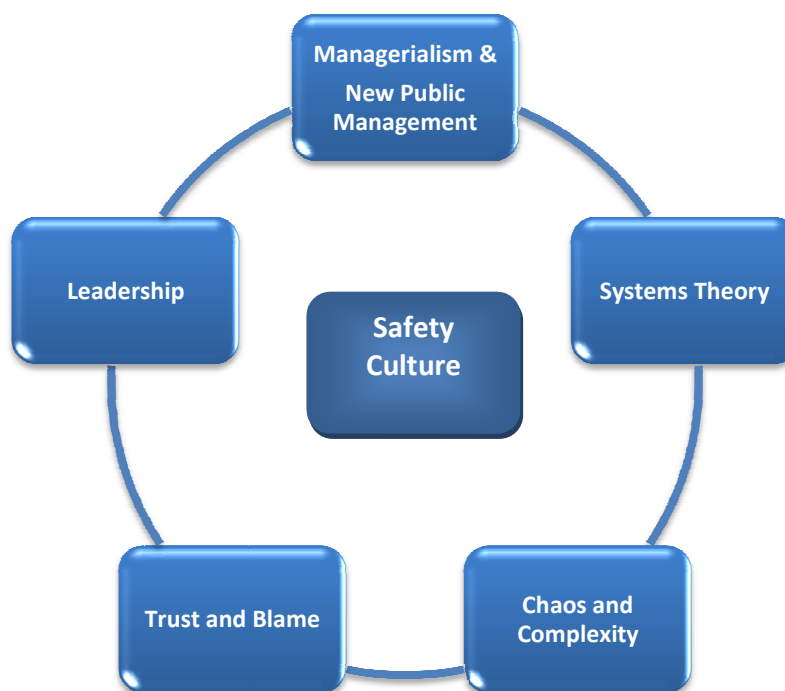 Managerialism &
New Public
Management
Leadership
Systems Theory
Safety
Culture
Trust and Blame
Chaos and
Complexity